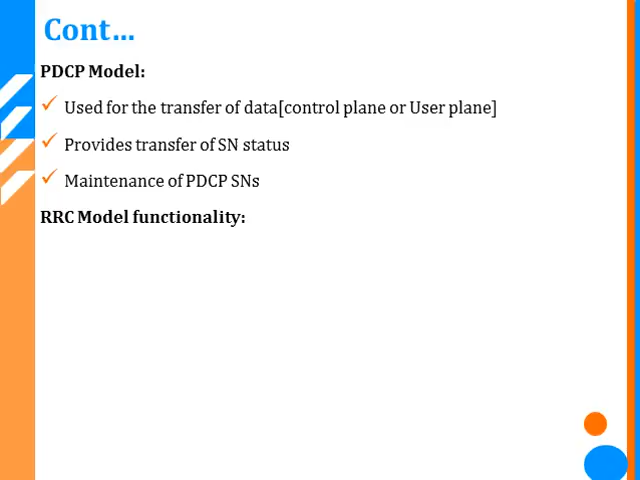 Cont…
PDCP Model:
Used for the transfer of data[control plane or User plane]
Provides transfer of SN status
Maintenance of PDCP SNs
RRC Model functionality: